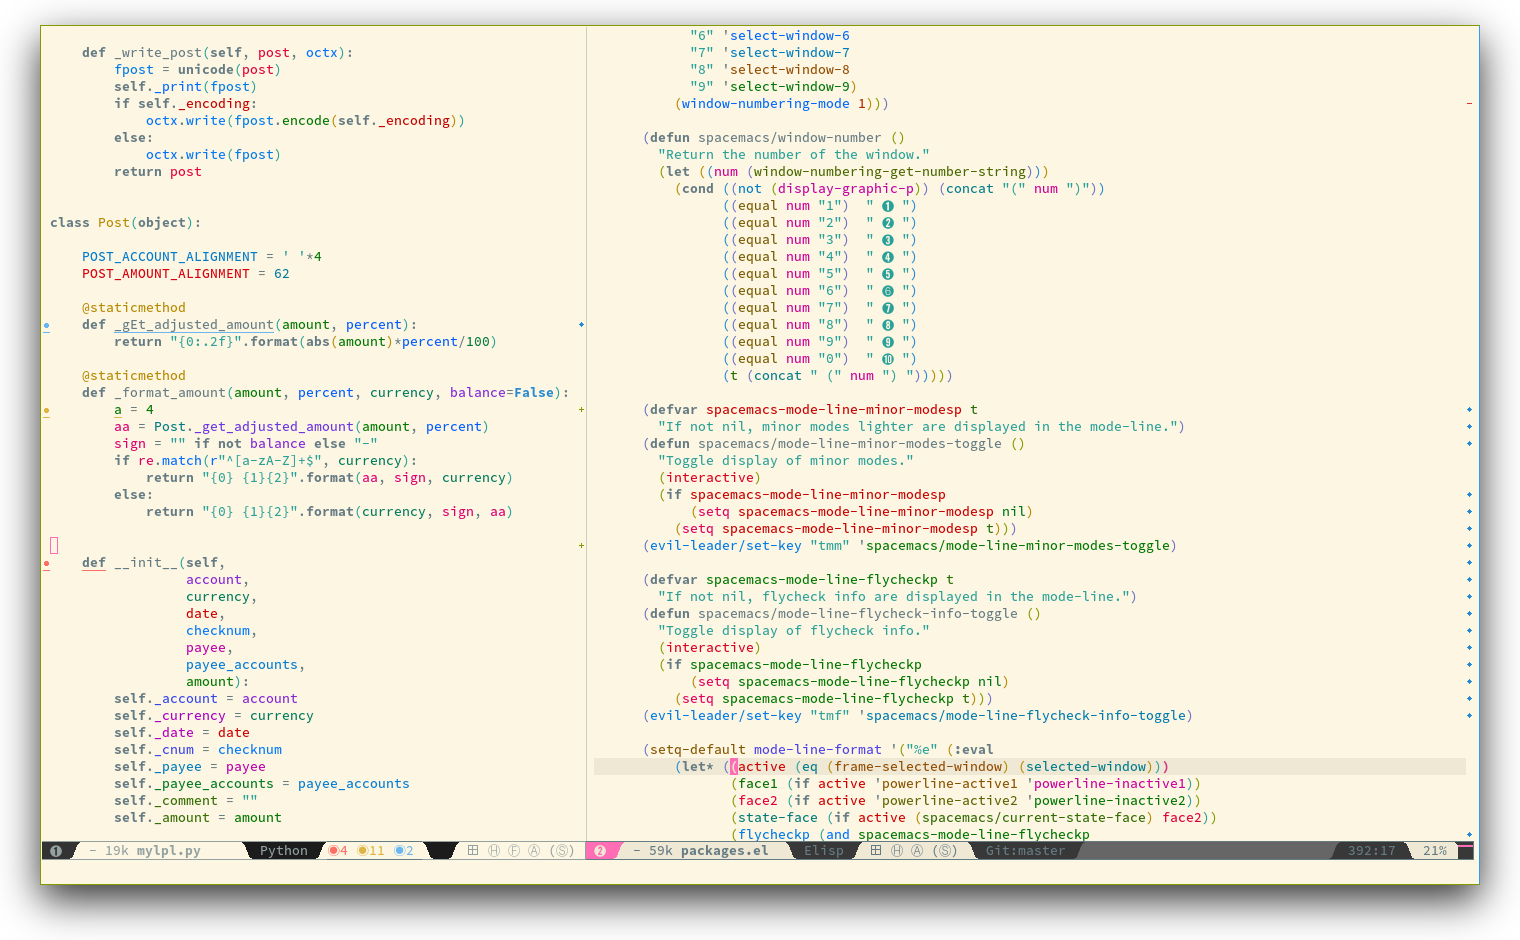 def _write_post(self, post, octx):
fpost = unicode(post)
self._print(fpost)
if self._encoding:
octx.write(fpost.encode(self._encoding))
else:
octx.write(fpost)
return post
class Post(object):
POST_ACCOUNT_ALIGNMENT = ' '*4
POST_AMOUNT_ALIGNMENT = 62
@staticmethod
def _gEt_adjusted_amount(amount, percent):
return "{0:.2f}".format(abs(amount)*percent/100)
@staticmethod
def _format_amount(amount, percent, currency, balance=False):
a = 4
aa = Post._get_adjusted_amount(amount, percent)
sign = "" if not balance else "-"
if re.match(r"^[a-zA-Z]+$", currency):
return "{0} {1}{2}".format(aa, sign, currency)
else:
return "{0} {1}{2}".format(currency, sign, aa)
def __init__(self,
account,
currency,
date,
checknum,
payee,
payee_accounts,
amount):
self._account = account
self._currency = currency
self._date = date
self._cnum = checknum
self._payee = payee
self._payee_accounts = payee_accounts
self._comment = ""
self._amount = amount
❶ - 19k mylpl.py Python ◉4 ◉11 ◉2 ⊞ Ⓗ Ⓕ Ⓐ (Ⓢ)
"6" 'select-window-6
"7" 'select-window-7
"8" 'select-window-8
"9" 'select-window-9)
(window-numbering-mode 1)))
(defun spacemacs/window-number ()
"Return the number of the window."
(let ((num (window-numbering-get-number-string)))
(cond ((not (display-graphic-p)) (concat "(" num ")"))
((equal num "1") " ❶ ")
((equal num "2") " ❷ ")
((equal num "3") " ❸ ")
((equal num "4") " ❹ ")
((equal num "5") " ❺ ")
((equal num "6") " ❻ ")
((equal num "7") " ❼ ")
((equal num "8") " ❽ ")
((equal num "9") " ❾ ")
((equal num "0") " ❿ ")
(t (concat " (" num ") ")))))
(defvar spacemacs-mode-line-minor-modesp t
"If not nil, minor modes lighter are displayed in the mode-line.")
(defun spacemacs/mode-line-minor-modes-toggle ()
"Toggle display of minor modes."
(interactive)
(if spacemacs-mode-line-minor-modesp
(setq spacemacs-mode-line-minor-modesp nil)
(setq spacemacs-mode-line-minor-modesp t)))
(evil-leader/set-key "tmm" 'spacemacs/mode-line-minor-modes-toggle)
(defvar spacemacs-mode-line-flycheckp t
"If not nil, flycheck info are displayed in the mode-line.")
(defun spacemacs/mode-line-flycheck-info-toggle ()
"Toggle display of flycheck info."
(interactive)
(if spacemacs-mode-line-flycheckp
(setq spacemacs-mode-line-flycheckp nil)
(setq spacemacs-mode-line-flycheckp t)))
(evil-leader/set-key "tmf" 'spacemacs/mode-line-flycheck-info-toggle)
(setq-default mode-line-format '("%e" (:eval
(let* ((active (eq (frame-selected-window) (selected-window)))
(face1 (if active 'powerline-active1 'powerline-inactive1))
(face2 (if active 'powerline-active2 'powerline-inactive2))
(state-face (if active (spacemacs/current-state-face) face2))
(flycheckp (and spacemacs-mode-line-flycheckp
❷ - 59k packages.el Elisp ⊞ Ⓗ Ⓐ (Ⓢ) Git:master 392:17 21%